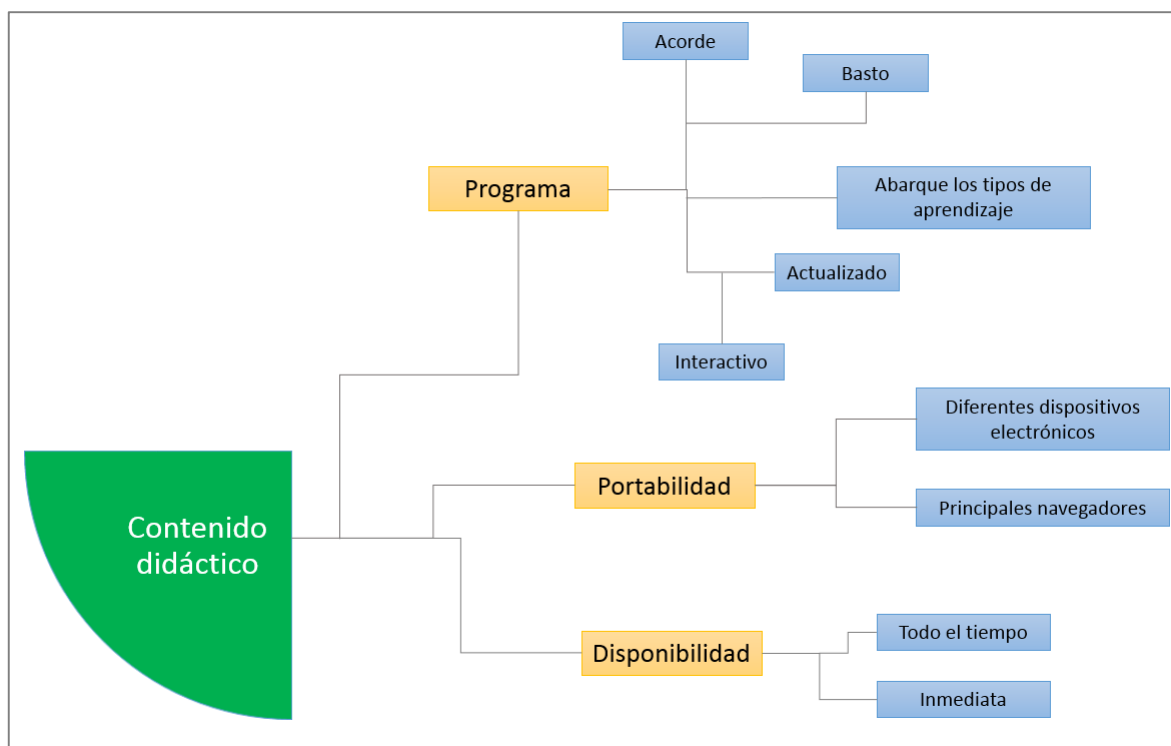 Acorde
Basto
Programa
Abarque los tipos de
aprendizaje
Actualizado
Interactivo
Diferentes dispositivos
electrónicos
Portabilidad
Principales navegadores
Contenido
didáctico
Todo el tiempo
Disponibilidad
Inmediata